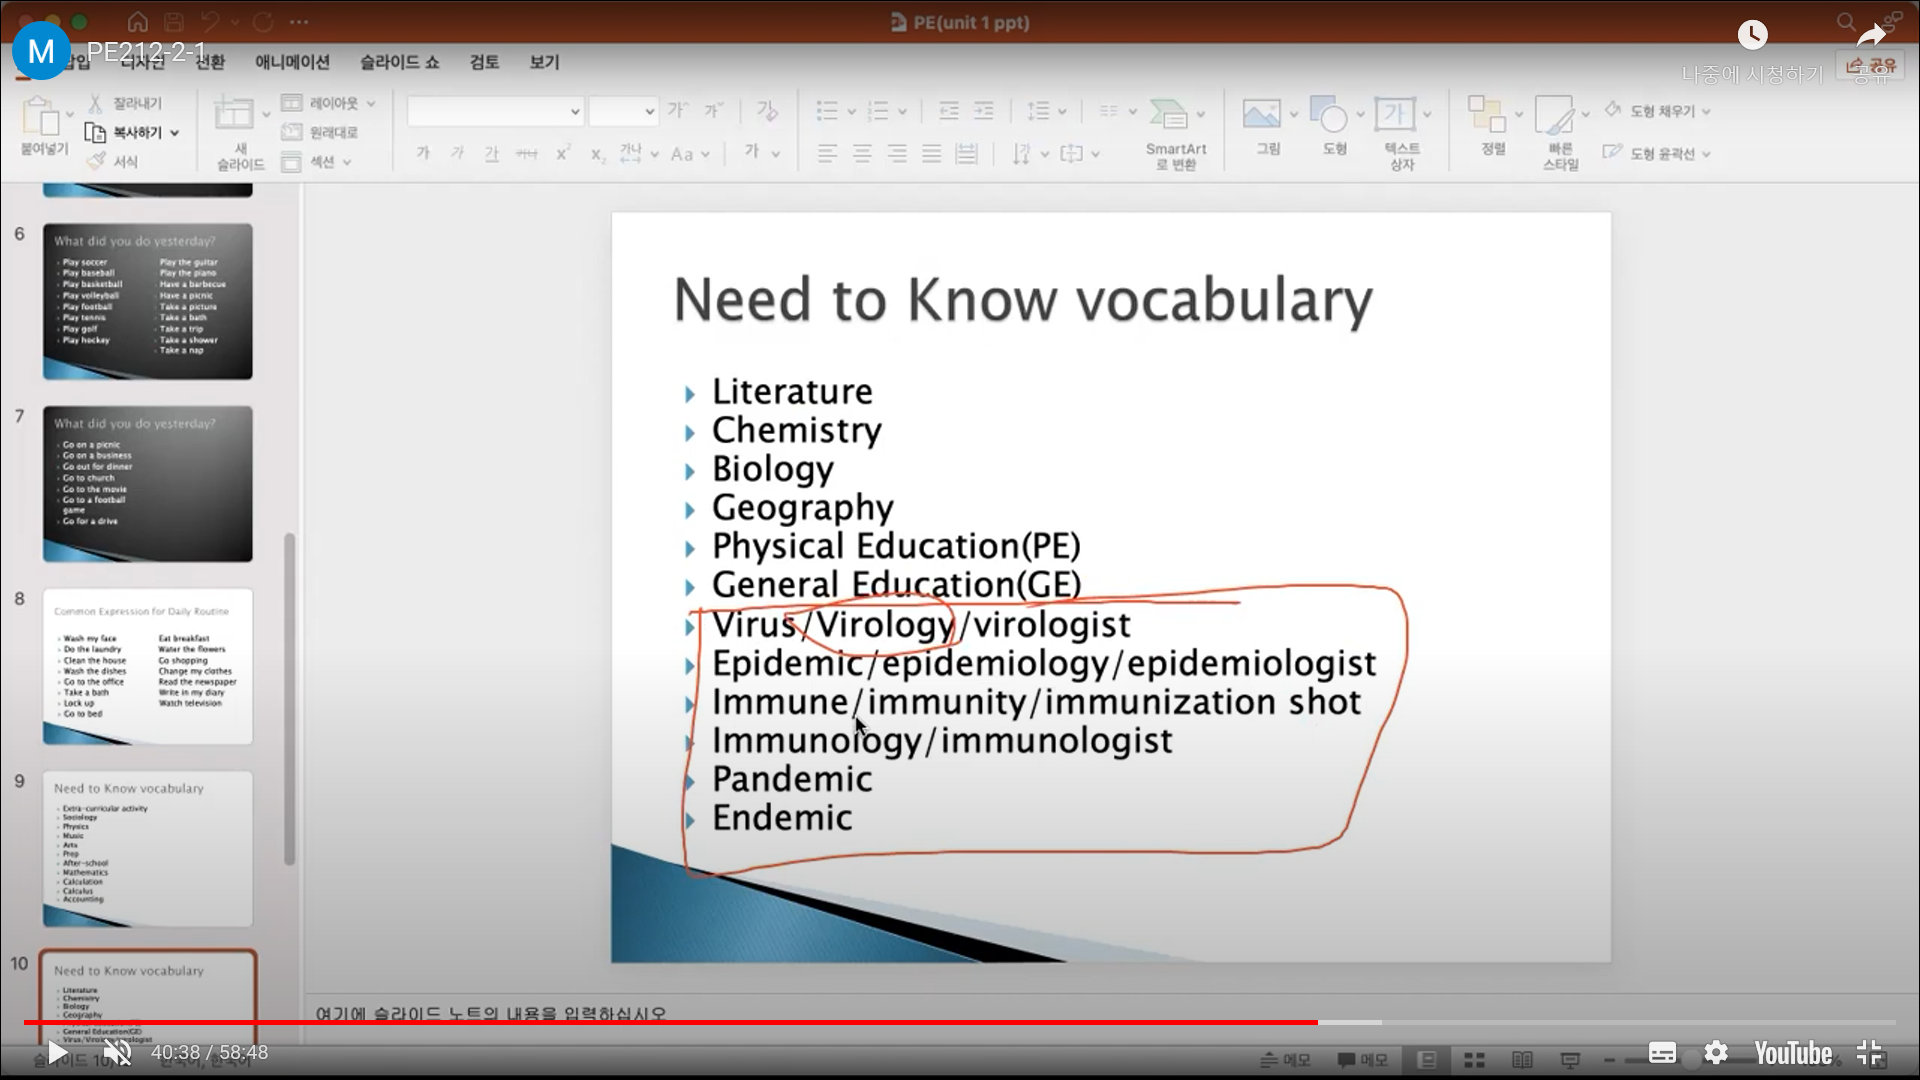 PE(unit 1 ppt)
M PE212-2-1
나중에 시청하기
공유
전환 애니메이션 슬라이드 쇼 검토 보기
공유
붙여넣기
잘라내기
복사하기
서식
새
슬라이드
레이아웃
원래대로
섹션
SmartArt
로 변환
그림
도형
텍스트
상자
정렬
빠른
스타일
도형 채우기
도형 윤곽선
6
What did you do yesterday?
Play soccer
Play baseball
Play basketball
Play volleyball
Play football
Play tennis
Play golf
Play hockey
Play the guitar
Play the piano
Have a barbecue
Have a picnic
Take a picture
Take a bath
Take a trip
Take a shower
Take a nap
7
What did you do yesterday?
Go on a picnic
Go on a business
Go out for dinner
Go to church
Go to the movie
Go to a football
game
Go for a drive
8
Common Expression for Daily Routine
Wash my face
Do the laundry
Clean the house
Wash the dishes
Go to the office
Take a bath
Lock up
Go to bed
Eat breakfast
Water the flowers
Go shopping
Change my clothes
Read the newspaper
Write in my diary
Watch television
9
Need to Know vocabulary
Extra-curricular activity
Sociology
Physics
Music
Arts
Prep
After-school
Mathematics
Calculation
Calculus
Accounting
10
Need to Know vocabulary
Literature
Chemistry
Biology
Geography
General Education(GE)
Virus/Virology/virologist
Need to Know vocabulary
Literature
Chemistry
Biology
Geography
Physical Education(PE)
General Education(GE)
Virus/Virology/virologist
Epidemic/epidemiology/epidemiologist
Immune/immunity/immunization shot
Immunology/immunologist
Pandemic
Endemic
여기에 슬라이드 노트의 내용을 입력하십시오
40:38 / 58:48
메모
메모
YouTube